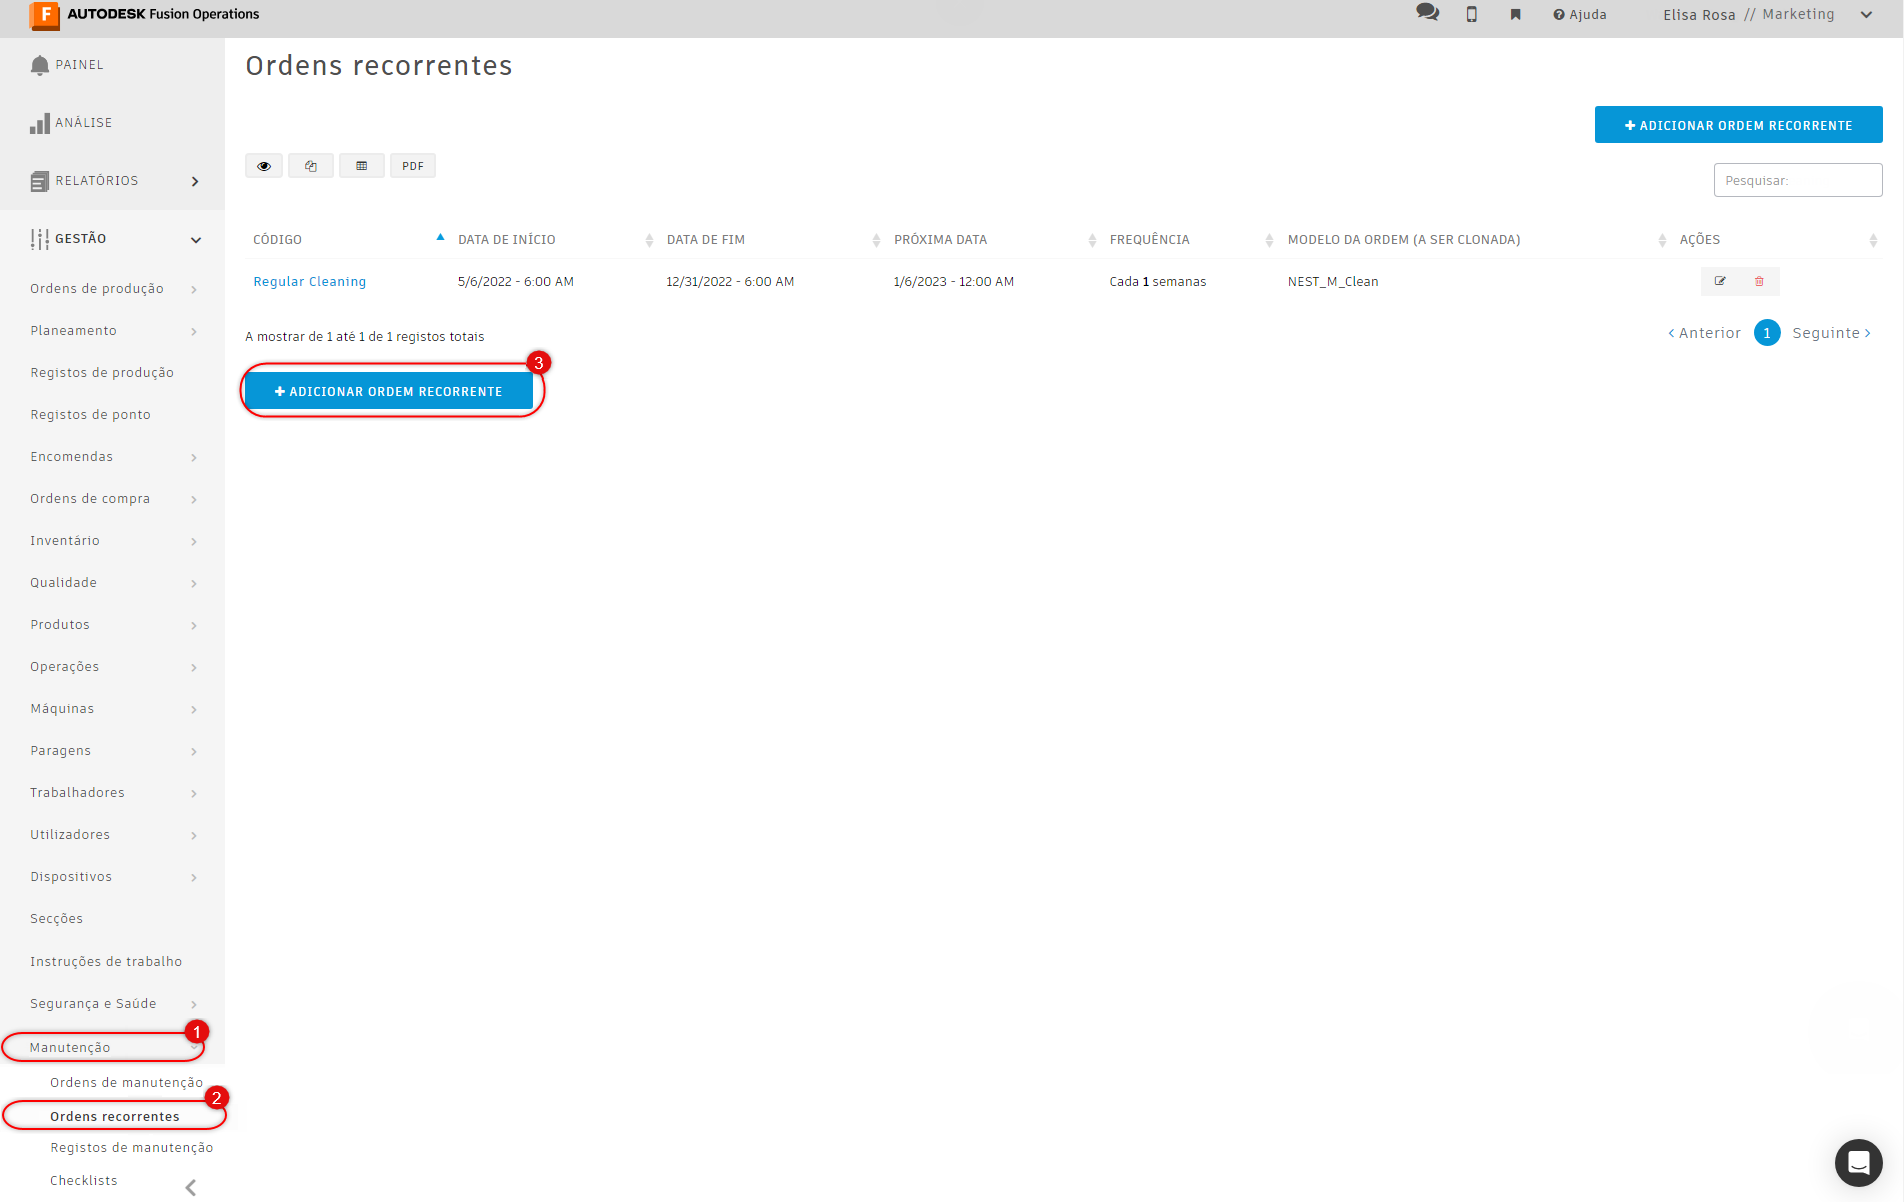 F AUTODESK Fusion Operations
Ajuda
Elisa Rosa // Marketing
PAINEL
ANÁLISE
RELATÓRIOS
GESTÃO
Ordens de produção
Planeamento
Registos de produção
Registos de ponto
Encomendas
Ordens de compra
Inventário
Qualidade
Produtos
Operações
Máquinas
Paragens
Trabalhadores
Utilizadores
Dispositivos
Secções
Instruções de trabalho
Segurança e Saúde
1
Manutenção
Ordens de manutenção
2
Ordens recorrentes
Registos de manutenção
Checklists
Ordens recorrentes
+ ADICIONAR ORDEM RECORRENTE
PDF
Pesquisar:
CÓDIGO DATA DE INÍCIO DATA DE FIM PRÓXIMA DATA FREQUÊNCIA MODELO DA ORDEM (A SER CLONADA) AÇÕES
Regular Cleaning 5/6/2022 - 6:00 AM 12/31/2022 - 6:00 AM 1/6/2023 - 12:00 AM Cada 1 semanas NEST_M_Clean
A mostrar de 1 até 1 de 1 registos totais
< Anterior 1 Seguinte >
3
+ ADICIONAR ORDEM RECORRENTE